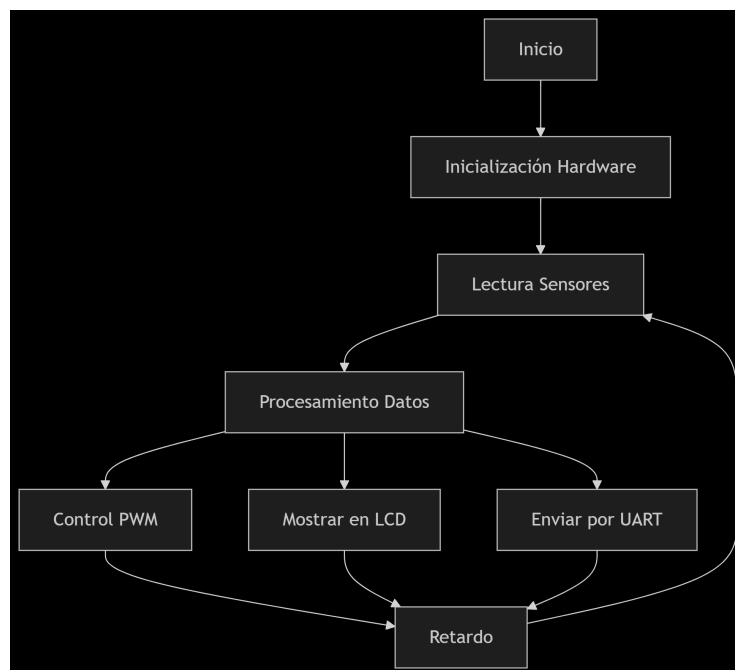 Inicio
Inicialización Hardware
Lectura Sensores
Procesamiento Datos
Control PWM
Mostrar en LCD
Enviar por UART
Retardo